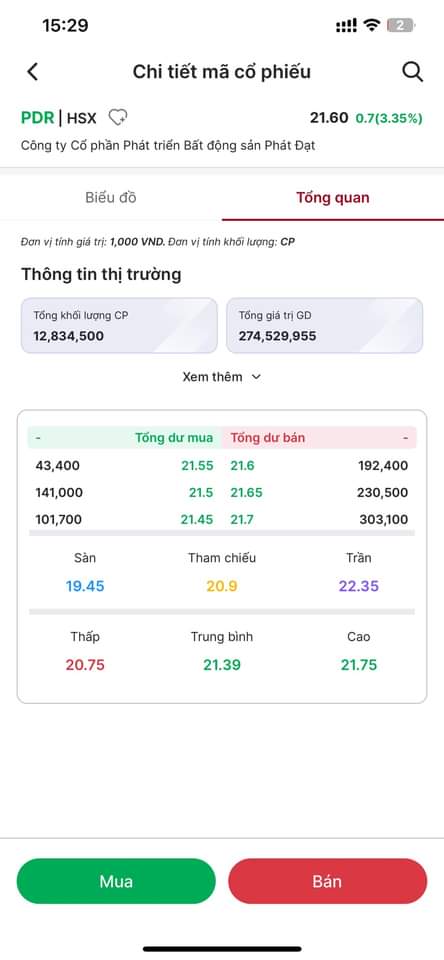 15:29
2
Chi tiết mã cổ phiếu
PDR | HSX 21.60 0.7(3.35%)
Công ty Cổ phần Phát triển Bất động sản Phát Đạt
Biểu đồ Tổng quan
Đơn vị tính giá trị: 1,000 VND. Đơn vị tính khối lượng: CP
Thông tin thị trường
Tổng khối lượng CP Tổng giá trị GD
12,834,500 274,529,955
Xem thêm
- Tổng dư mua Tổng dư bán -
43,400 21.55 21.6 192,400
141,000 21.5 21.65 230,500
101,700 21.45 21.7 303,100
Sàn Tham chiếu Trần
19.45 20.9 22.35
Thấp Trung bình Cao
20.75 21.39 21.75
Mua Bán